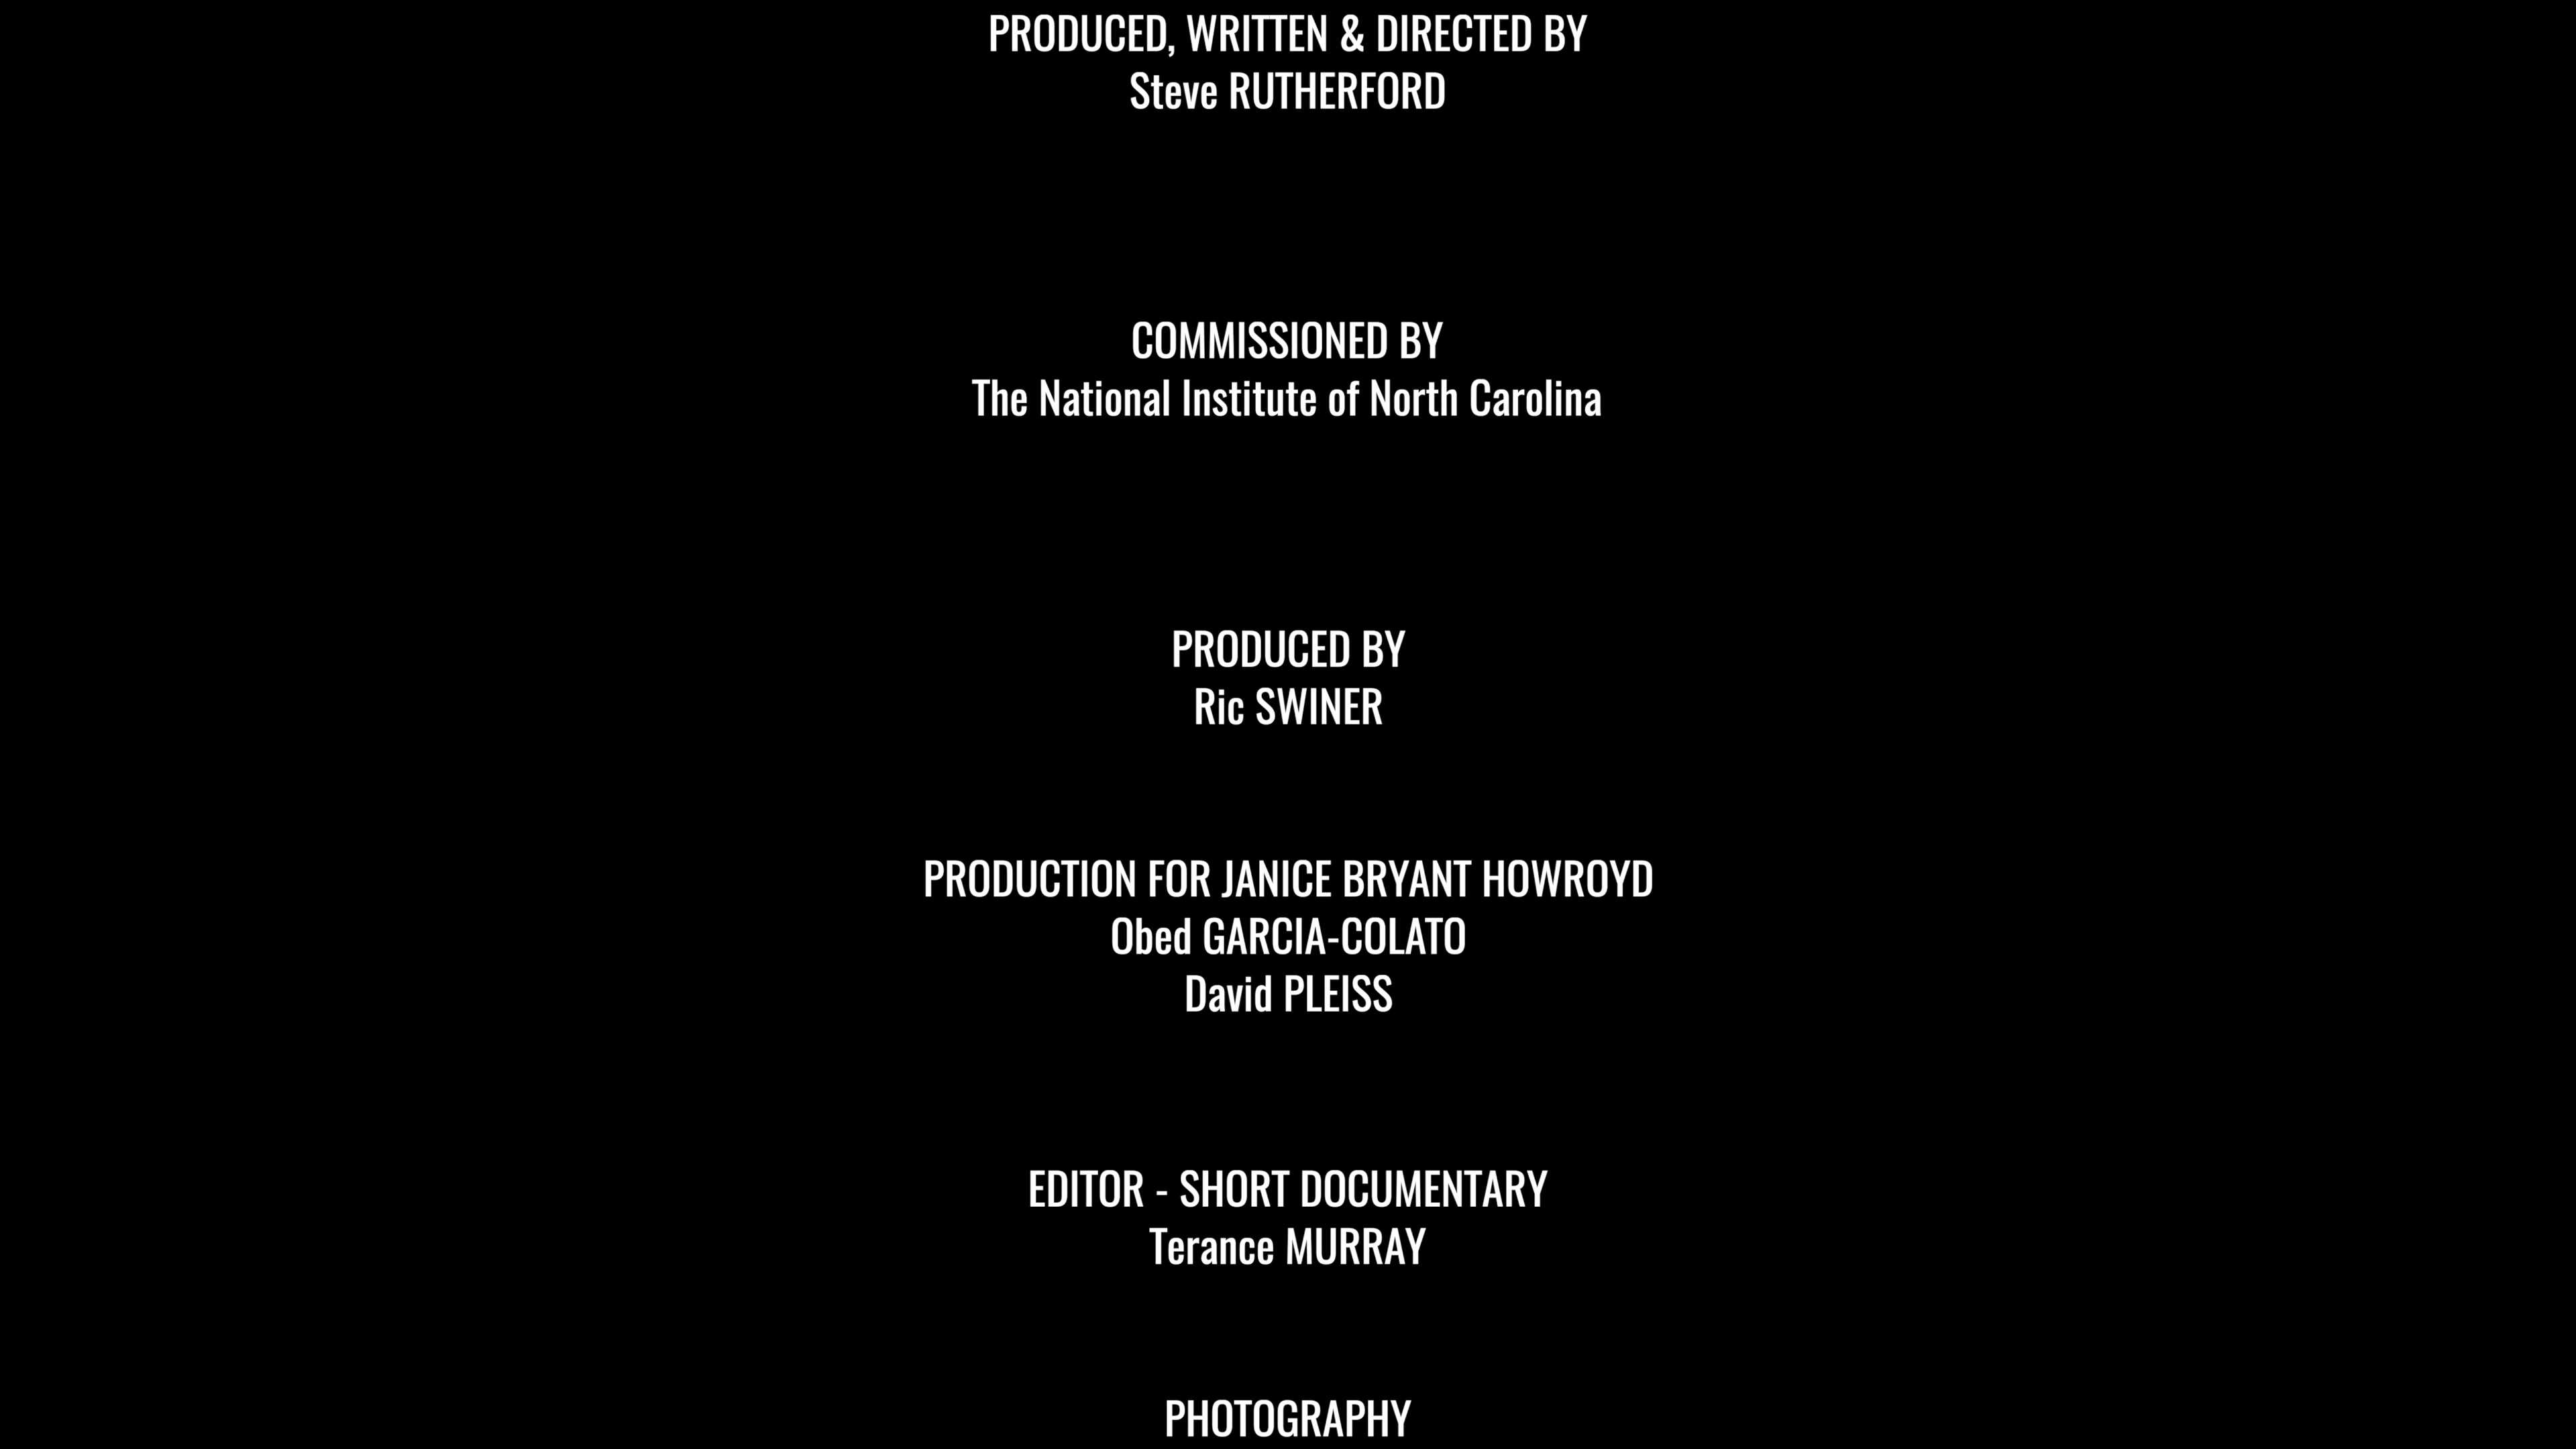 PRODUCED, WRITTEN & DIRECTED BY
Steve RUTHERFORD
COMMISSIONED BY
The National Institute of North Carolina
PRODUCED BY
Ric SWINER
PRODUCTION FOR JANICE BRYANT HOWROYD
Obed GARCIA-COLATO
David PLEISS
EDITOR - SHORT DOCUMENTARY
Terance MURRAY
PHOTOGRAPHY